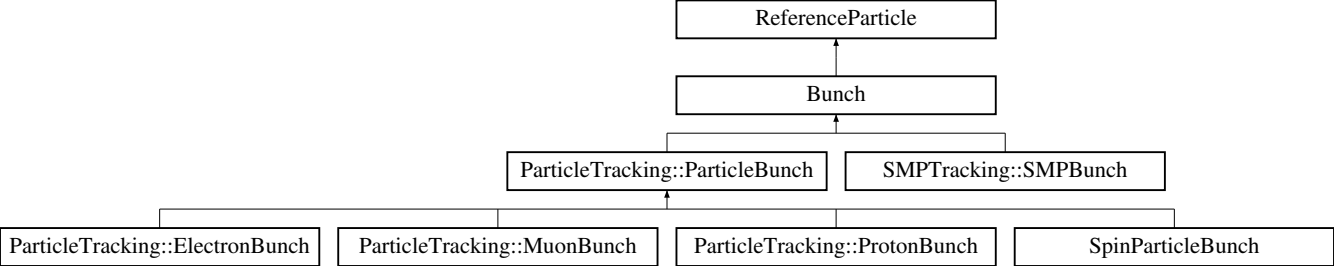 ReferenceParticle
Bunch
ParticleTracking::ParticleBunch
SMPTracking::SMPBunch
ParticleTracking::ElectronBunch
ParticleTracking::MuonBunch
ParticleTracking::ProtonBunch
SpinParticleBunch